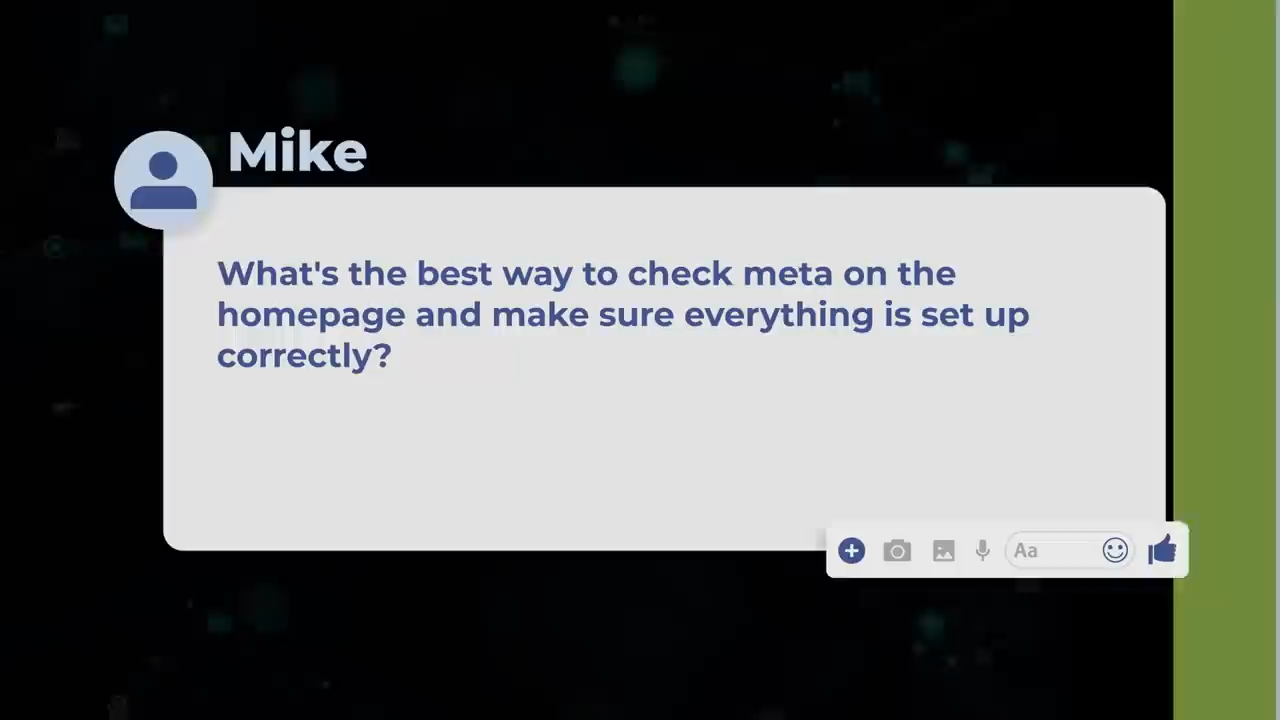 Mike
What's the best way to check meta on the
homepage and make sure everything is set up
correctly?
Aa